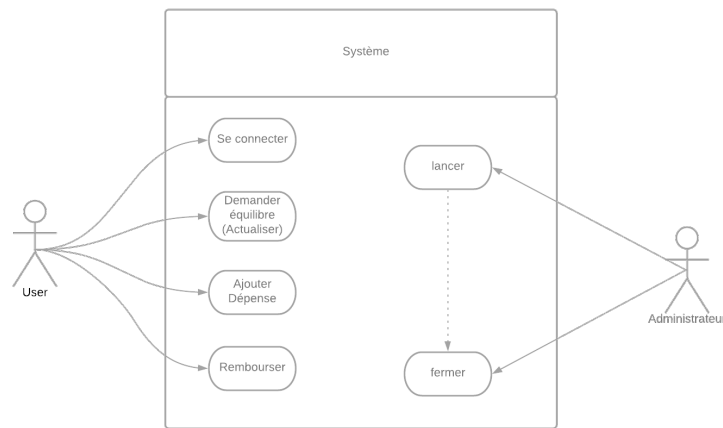 Système
Se connecter
lancer
Demander
équilibre
(Actualiser)
User
Ajouter
Dépense
Administrateur
Rembourser
fermer